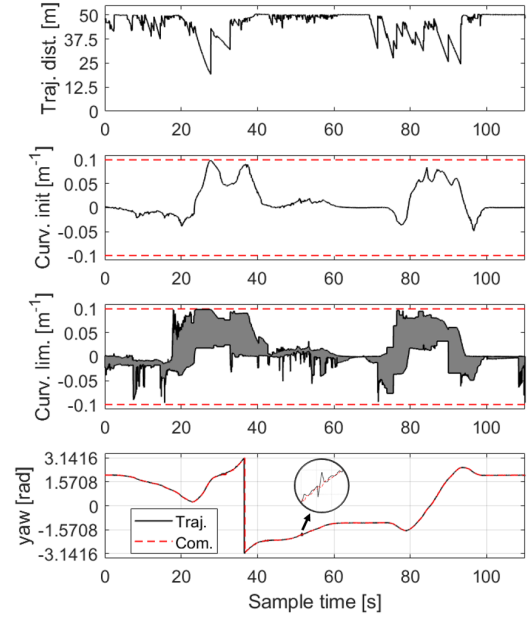 Traj. dist. [m]
50
37.5
25
12.5
0
0 20 40 60 80 100
Curv. init [m⁻¹]
0.1
0.05
0
-0.05
-0.1
0 20 40 60 80 100
Curv. lim. [m⁻¹]
0.1
0.05
0
-0.05
-0.1
0 20 40 60 80 100
yaw [rad]
3.1416
1.5708
0
-1.5708
-3.1416
Traj.
Com.
0 20 40 60 80 100
Sample time [s]